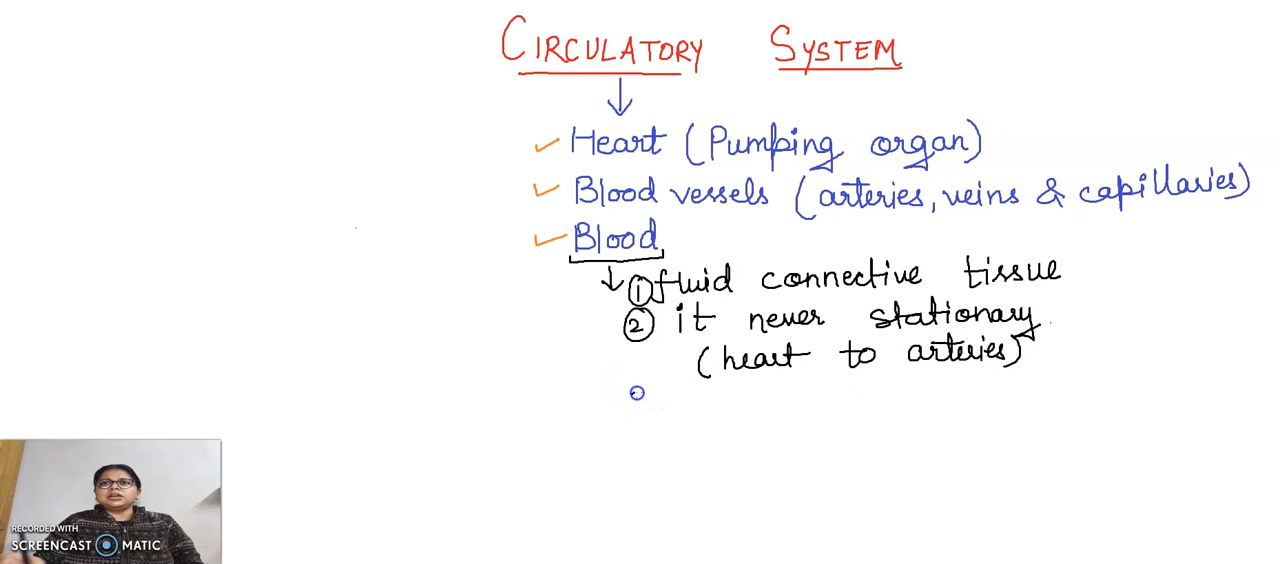 CIRCULATORY SYSTEM
Heart (Pumping organ)
Blood vessels (arteries, veins & capillaries)
Blood
① fluid connective tissue
② it never stationary
(heart to arteries)
RECORDED WITH
SCREENCAST MATIC